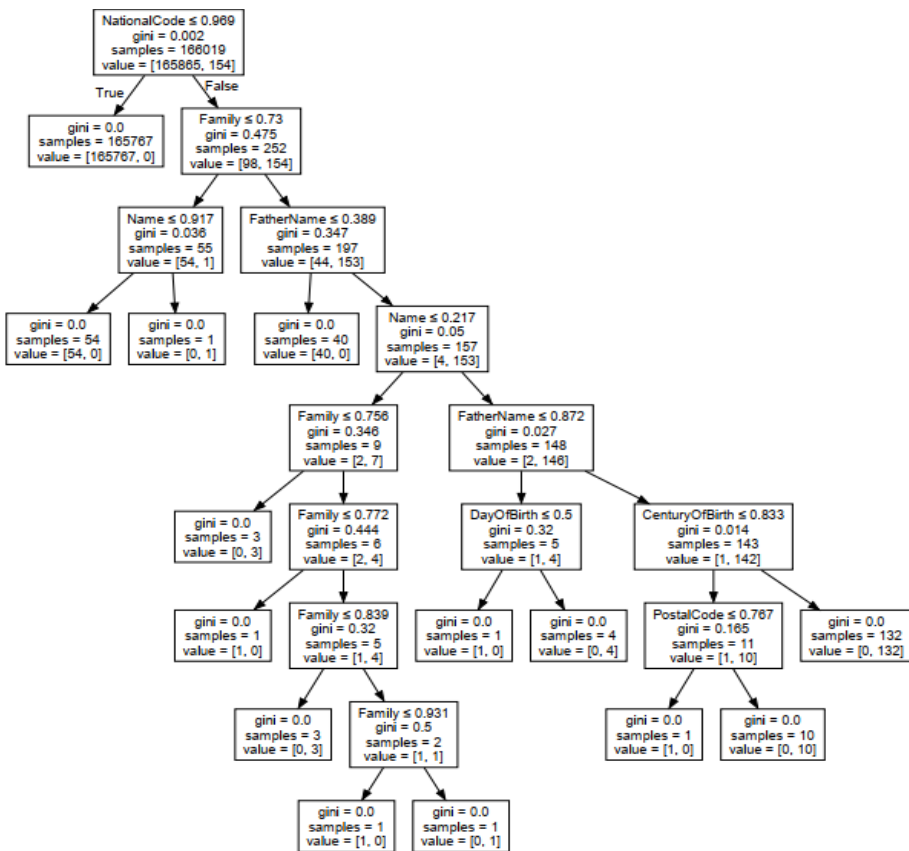 NationalCode ≤ 0.969
gini = 0.002
samples = 166019
value = [165865, 154]
True
False
gini = 0.0
samples = 165767
value = [165767, 0]
Family ≤ 0.73
gini = 0.475
samples = 252
value = [98, 154]
Name ≤ 0.917
gini = 0.036
samples = 55
value = [54, 1]
FatherName ≤ 0.389
gini = 0.347
samples = 197
value = [44, 153]
gini = 0.0
samples = 54
value = [54, 0]
gini = 0.0
samples = 1
value = [0, 1]
gini = 0.0
samples = 40
value = [40, 0]
Name ≤ 0.217
gini = 0.05
samples = 157
value = [4, 153]
Family ≤ 0.756
gini = 0.346
samples = 9
value = [2, 7]
FatherName ≤ 0.872
gini = 0.027
samples = 148
value = [2, 146]
gini = 0.0
samples = 3
value = [0, 3]
Family ≤ 0.772
gini = 0.444
samples = 6
value = [2, 4]
DayOfBirth ≤ 0.5
gini = 0.32
samples = 5
value = [1, 4]
CenturyOfBirth ≤ 0.833
gini = 0.014
samples = 143
value = [1, 142]
gini = 0.0
samples = 1
value = [1, 0]
Family ≤ 0.839
gini = 0.32
samples = 5
value = [1, 4]
gini = 0.0
samples = 1
value = [1, 0]
gini = 0.0
samples = 4
value = [0, 4]
PostalCode ≤ 0.767
gini = 0.165
samples = 11
value = [1, 10]
gini = 0.0
samples = 132
value = [0, 132]
gini = 0.0
samples = 3
value = [0, 3]
Family ≤ 0.931
gini = 0.5
samples = 2
value = [1, 1]
gini = 0.0
samples = 1
value = [1, 0]
gini = 0.0
samples = 10
value = [0, 10]
gini = 0.0
samples = 1
value = [1, 0]
gini = 0.0
samples = 1
value = [0, 1]